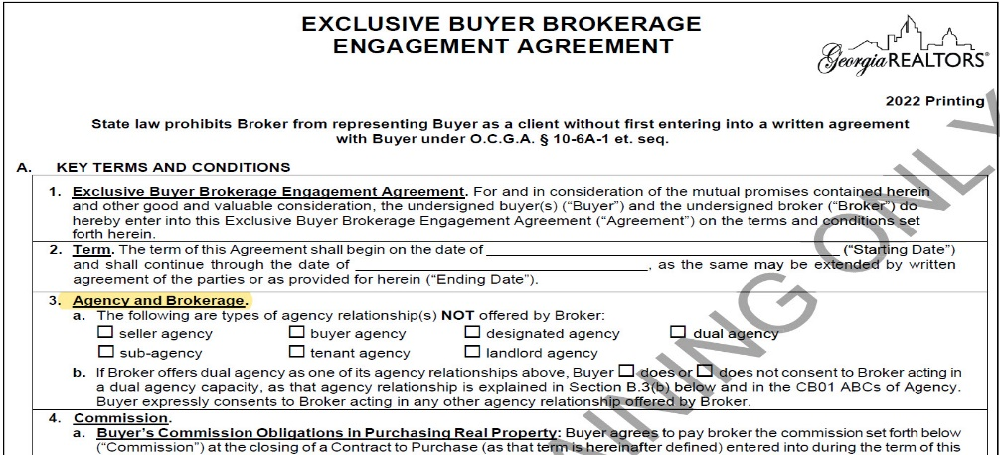 EXCLUSIVE BUYER BROKERAGE
ENGAGEMENT AGREEMENT
Georgia REALTORS®
2022 Printing
State law prohibits Broker from representing Buyer as a client without first entering into a written agreement
with Buyer under O.C.G.A. § 10-6A-1 et. seq.
A. KEY TERMS AND CONDITIONS
1. Exclusive Buyer Brokerage Engagement Agreement. For and in consideration of the mutual promises contained herein
and other good and valuable consideration, the undersigned buyer(s) (“Buyer”) and the undersigned broker (“Broker”) do
hereby enter into this Exclusive Buyer Brokerage Engagement Agreement (“Agreement”) on the terms and conditions set
forth herein.
2. Term. The term of this Agreement shall begin on the date of ____ (“Starting Date”)
and shall continue through the date of ____, as the same may be extended by written
agreement of the parties or as provided for herein (“Ending Date”).
3. Agency and Brokerage.
a. The following are types of agency relationship(s) NOT offered by Broker:
☐ seller agency ☐ buyer agency ☐ designated agency ☐ dual agency
☐ sub-agency ☐ tenant agency ☐ landlord agency
b. If Broker offers dual agency as one of its agency relationships above, Buyer ☐ does or ☐ does not consent to Broker acting in
a dual agency capacity, as that agency relationship is explained in Section B.3(b) below and in the CB01 ABCs of Agency.
Buyer expressly consents to Broker acting in any other agency relationship offered by Broker.
4. Commission.
a. Buyer's Commission Obligations In Purchasing Real Property: Buyer agrees to pay broker the commission set forth below
(“Commission”) at the closing of a Contract to Purchase (as that term is hereinafter defined) entered into during the term of this
NNING ONLY